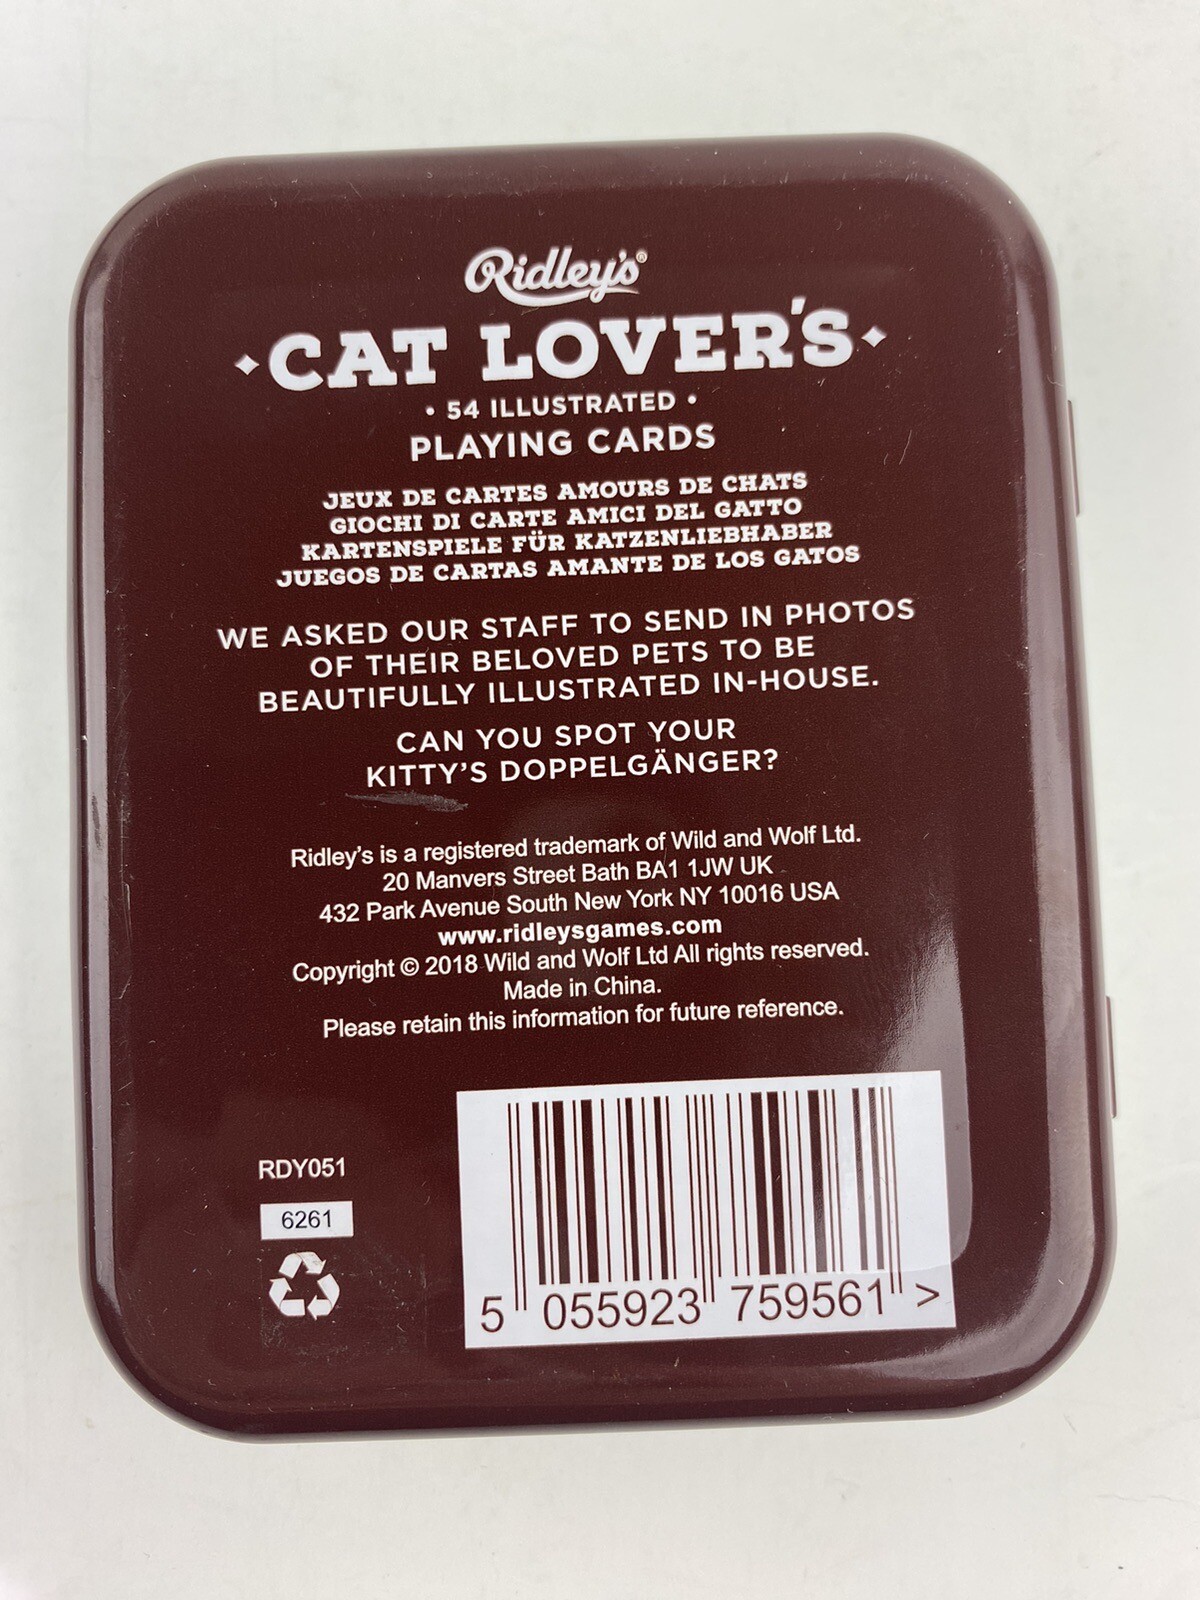 Ridley's®
CAT LOVER'S
• 54 ILLUSTRATED •
PLAYING CARDS
JEUX DE CARTES AMOURS DE CHATS
GIOCHI DI CARTE AMICI DEL GATTO
KARTENSPIELE FÜR KATZENLIEBHABER
JUEGOS DE CARTAS AMANTE DE LOS GATOS
WE ASKED OUR STAFF TO SEND IN PHOTOS
OF THEIR BELOVED PETS TO BE
BEAUTIFULLY ILLUSTRATED IN-HOUSE.
CAN YOU SPOT YOUR
KITTY'S DOPPELGÄNGER?
Ridley's is a registered trademark of Wild and Wolf Ltd.
20 Manvers Street Bath BA1 1JW UK
432 Park Avenue South New York NY 10016 USA
www.ridleysgames.com
Copyright © 2018 Wild and Wolf Ltd All rights reserved.
Made in China.
Please retain this information for future reference.
RDY051
6261
5 055923 759561 >